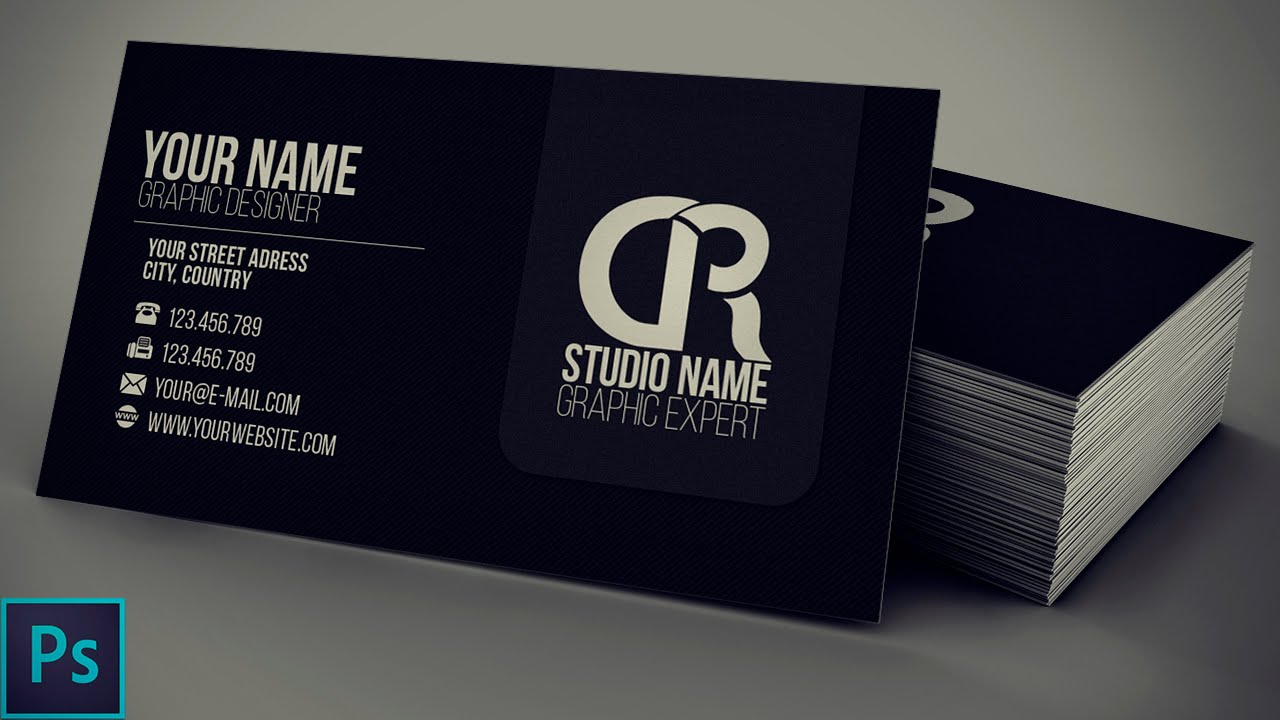 YOUR NAME
GRAPHIC DESIGNER
YOUR STREET ADRESS
CITY, COUNTRY
123.456.789
123.456.789
YOUR@E-MAIL.COM
WWW
WWW.YOURWEBSITE.COM
CR
STUDIO NAME
GRAPHIC EXPERT
Ps